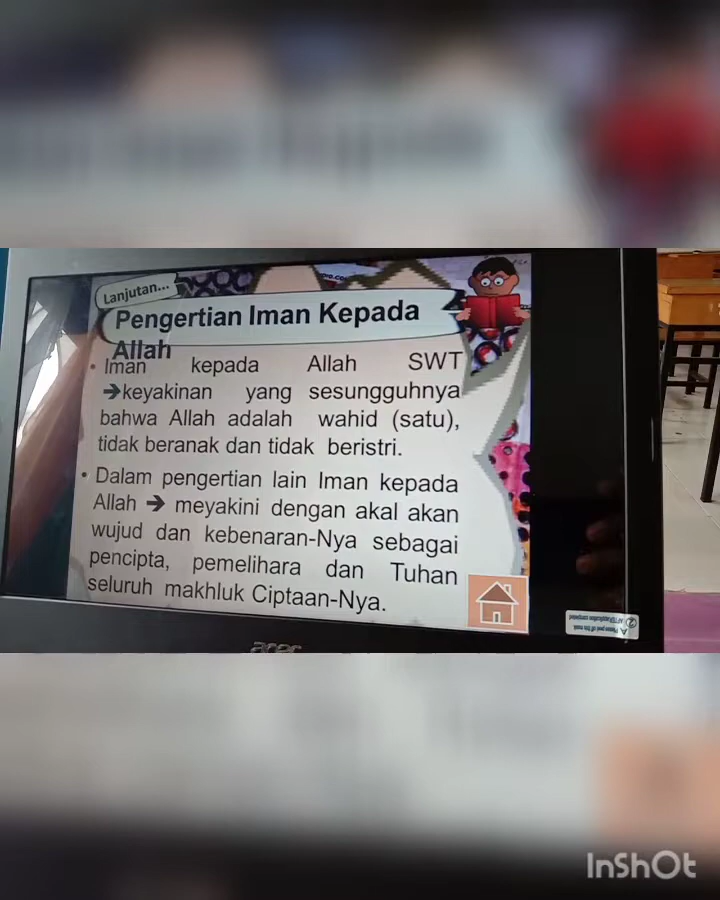 Lanjutan...
Pengertian Iman Kepada
Allah
• Iman kepada Allah SWT
➔keyakinan yang sesungguhnya
bahwa Allah adalah wahid (satu),
tidak beranak dan tidak beristri.
• Dalam pengertian lain Iman kepada
Allah ➔ meyakini dengan akal akan
wujud dan kebenaran-Nya sebagai
pencipta, pemelihara dan Tuhan
seluruh makhluk Ciptaan-Nya.
acer
InShOt